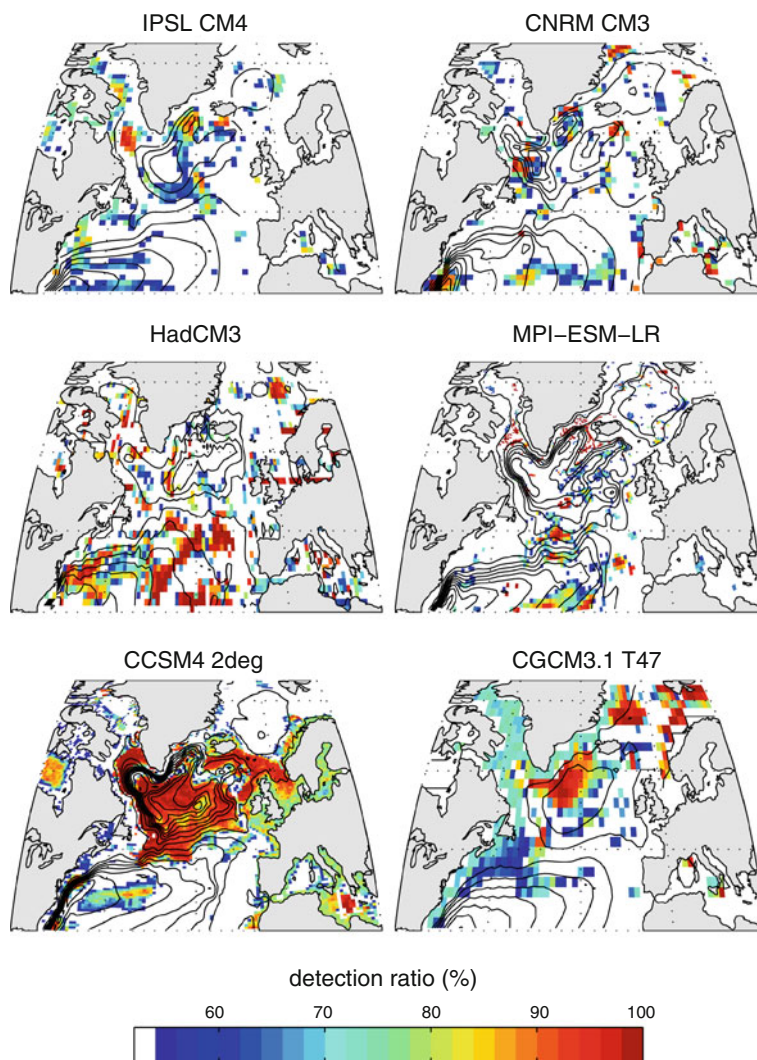 IPSL CM4
CNRM CM3
HadCM3
MPI−ESM−LR
CCSM4 2deg
CGCM3.1 T47
detection ratio (%)
60 70 80 90 100